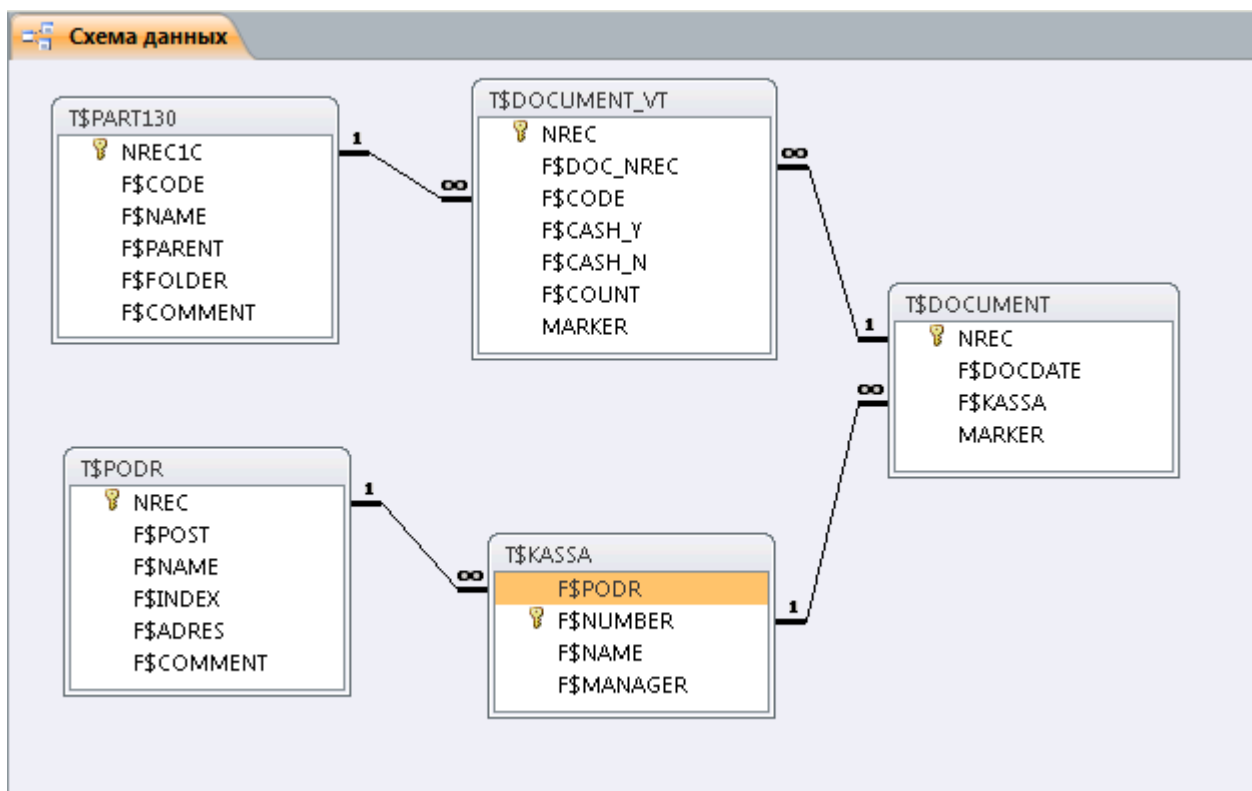 Схема данных
T$PART130
NREC1C
F$CODE
F$NAME
F$PARENT
F$FOLDER
F$COMMENT
1
∞
T$DOCUMENT_VT
NREC
F$DOC_NREC
F$CODE
F$CASH_Y
F$CASH_N
F$COUNT
MARKER
∞
1
T$DOCUMENT
NREC
F$DOCDATE
F$KASSA
MARKER
∞
T$PODR
NREC
F$POST
F$NAME
F$INDEX
F$ADRES
F$COMMENT
1
∞
T$KASSA
F$PODR
F$NUMBER
F$NAME
F$MANAGER
1